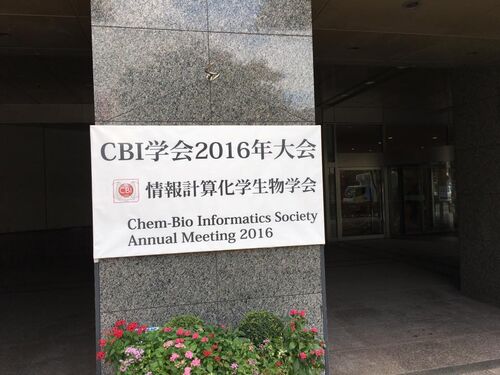 CBI学会2016年大会
CBI
情報計算化学生物学会
Chem-Bio Informatics Society
Annual Meeting 2016